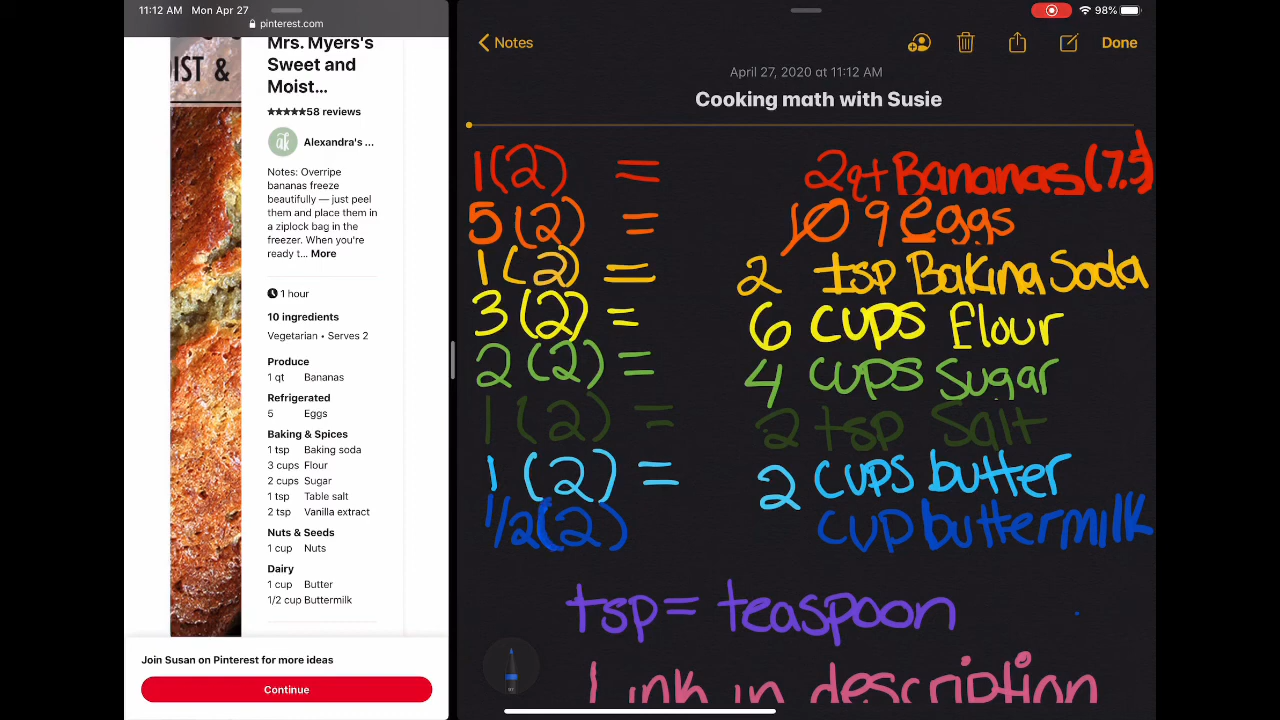 11:12 AM Mon Apr 27
pinterest.com
IST &
Mrs. Myers's
Sweet and
Moist...
★★★★★58 reviews
ak Alexandra's ...
Notes: Overripe
bananas freeze
beautifully — just peel
them and place them in
a ziplock bag in the
freezer. When you're
ready t... More
1 hour
10 ingredients
Vegetarian • Serves 2
Produce
1 qt Bananas
Refrigerated
5 Eggs
Baking & Spices
1 tsp Baking soda
3 cups Flour
2 cups Sugar
1 tsp Table salt
2 tsp Vanilla extract
Nuts & Seeds
1 cup Nuts
Dairy
1 cup Butter
1/2 cup Buttermilk
Join Susan on Pinterest for more ideas
Continue
98%
Notes
Done
April 27, 2020 at 11:12 AM
Cooking math with Susie
1(2) = 2qt Bananas (7.5)
5(2) = 10 9 eggs
1(2) = 2 tsp Baking Soda
3(2) = 6 cups Flour
2(2) = 4 cups Sugar
1(2) = 2 tsp Salt
1(2) = 2 cups butter
1/2(2) cup buttermilk
tsp = teaspoon
Link in description